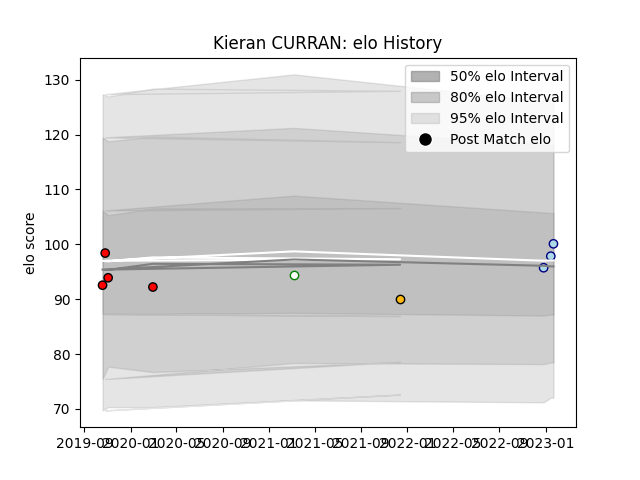 Kieran CURRAN: elo History
50% elo Interval
80% elo Interval
95% elo Interval
Post Match elo
elo score
130
120
110
100
90
80
70
2019-09 2020-01 2020-05 2020-09 2021-01 2021-05 2021-09 2022-01 2022-05 2022-09 2023-01